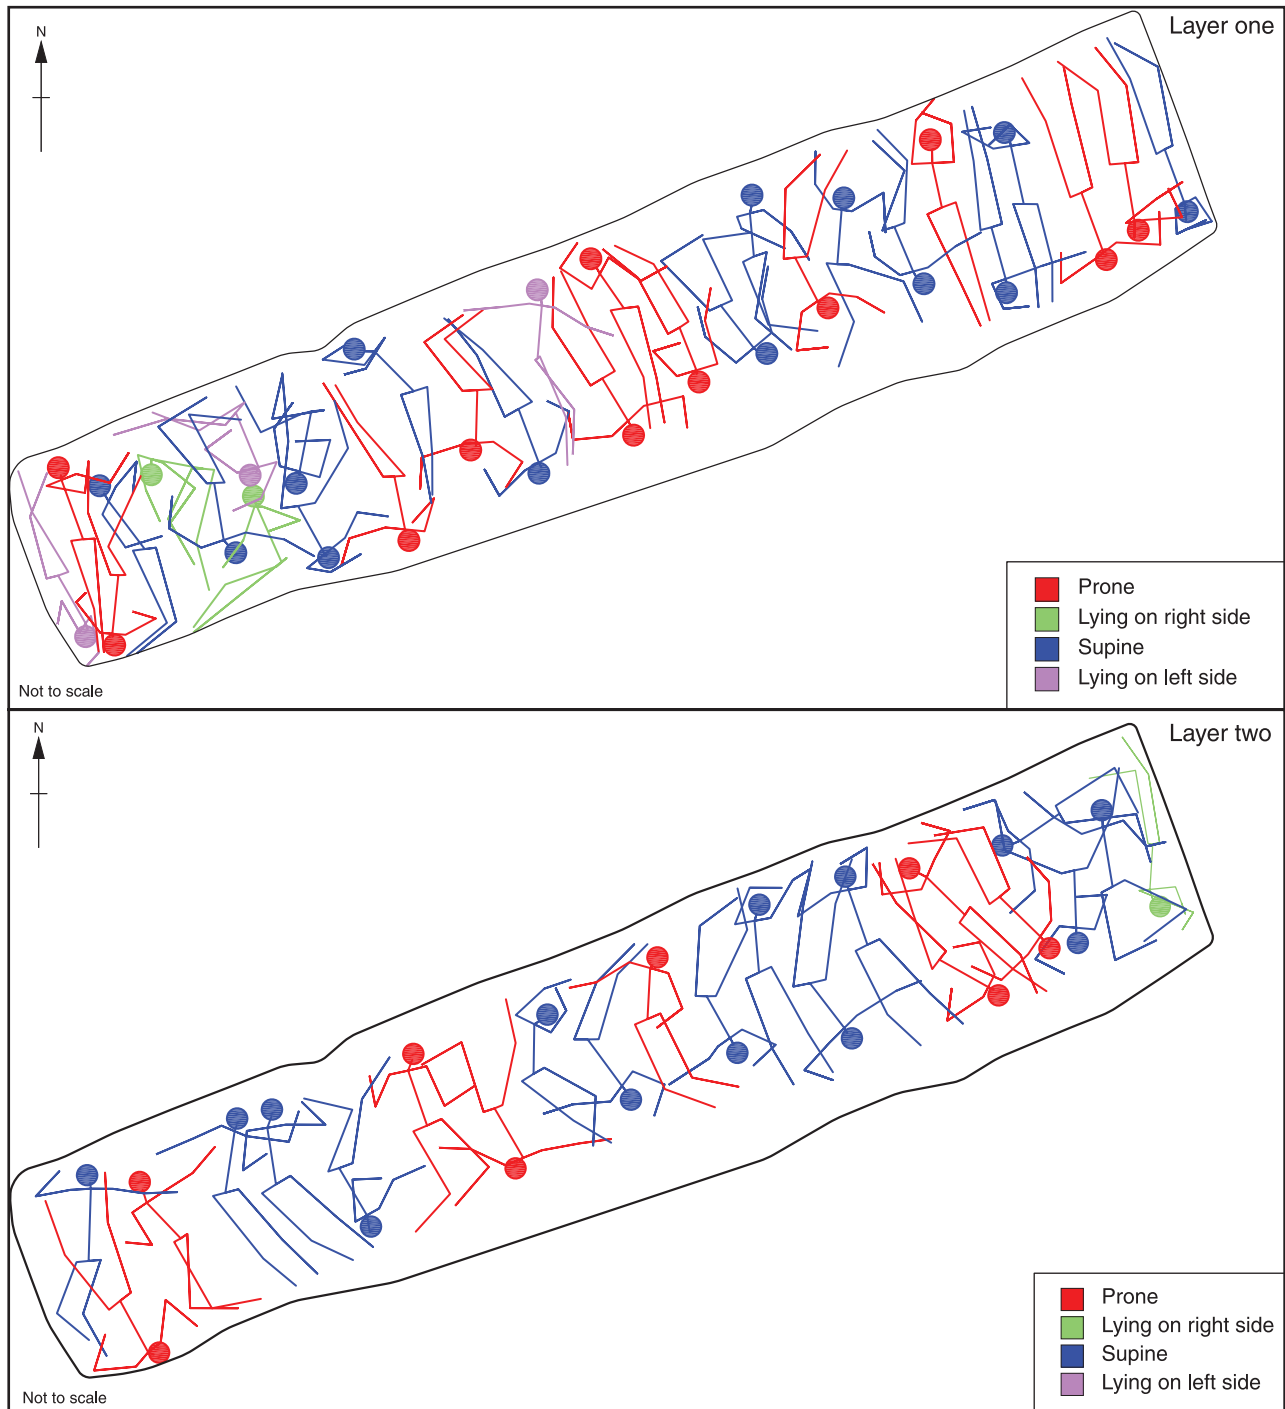 Layer one
N
Prone
Lying on right side
Supine
Lying on left side
Not to scale
Layer two
N
Prone
Lying on right side
Supine
Lying on left side
Not to scale